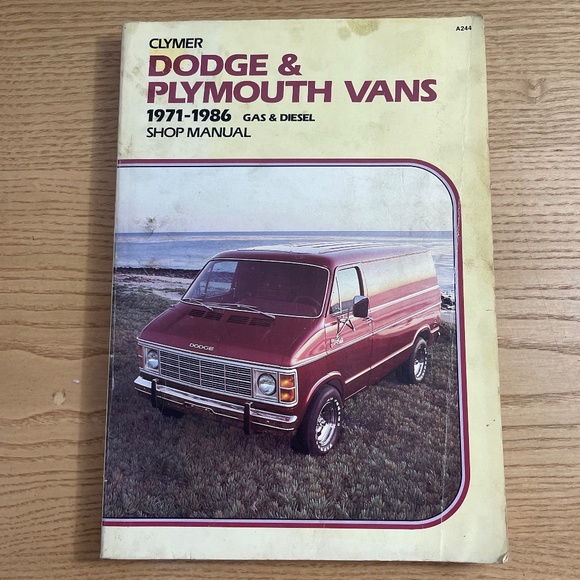 A244
CLYMER
DODGE &
PLYMOUTH VANS
1971-1986 GAS & DIESEL
SHOP MANUAL
DODGE